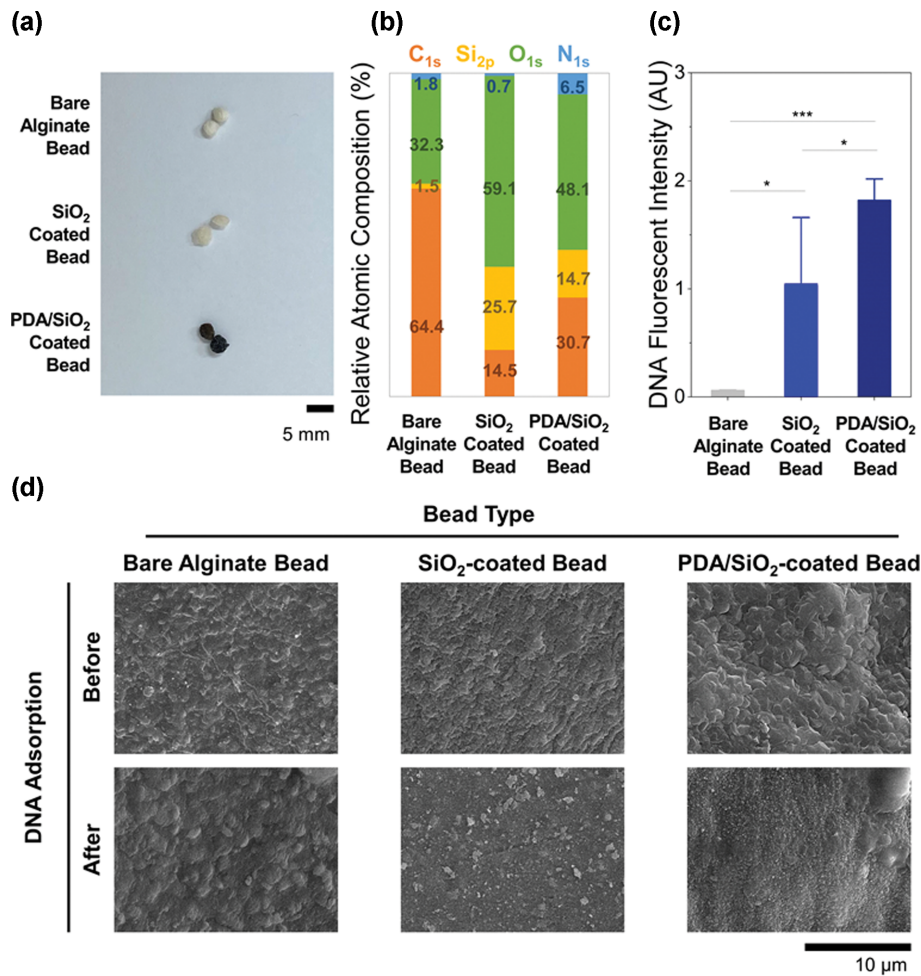 (a)
Bare
Alginate
Bead
SiO₂
Coated
Bead
PDA/SiO₂
Coated
Bead
5 mm
(b)
C₁ₛ Si₂ₚ O₁ₛ N₁ₛ
Relative Atomic Composition (%)
1.8
32.3
1.5
64.4
0.7
59.1
25.7
14.5
6.5
48.1
14.7
30.7
Bare
Alginate
Bead
SiO₂
Coated
Bead
PDA/SiO₂
Coated
Bead
(c)
DNA Fluorescent Intensity (AU)
3
2
1
0
***
*
*
Bare
Alginate
Bead
SiO₂
Coated
Bead
PDA/SiO₂
Coated
Bead
(d)
Bead Type
Bare Alginate Bead
SiO₂-coated Bead
PDA/SiO₂-coated Bead
DNA Adsorption
Before
After
10 µm